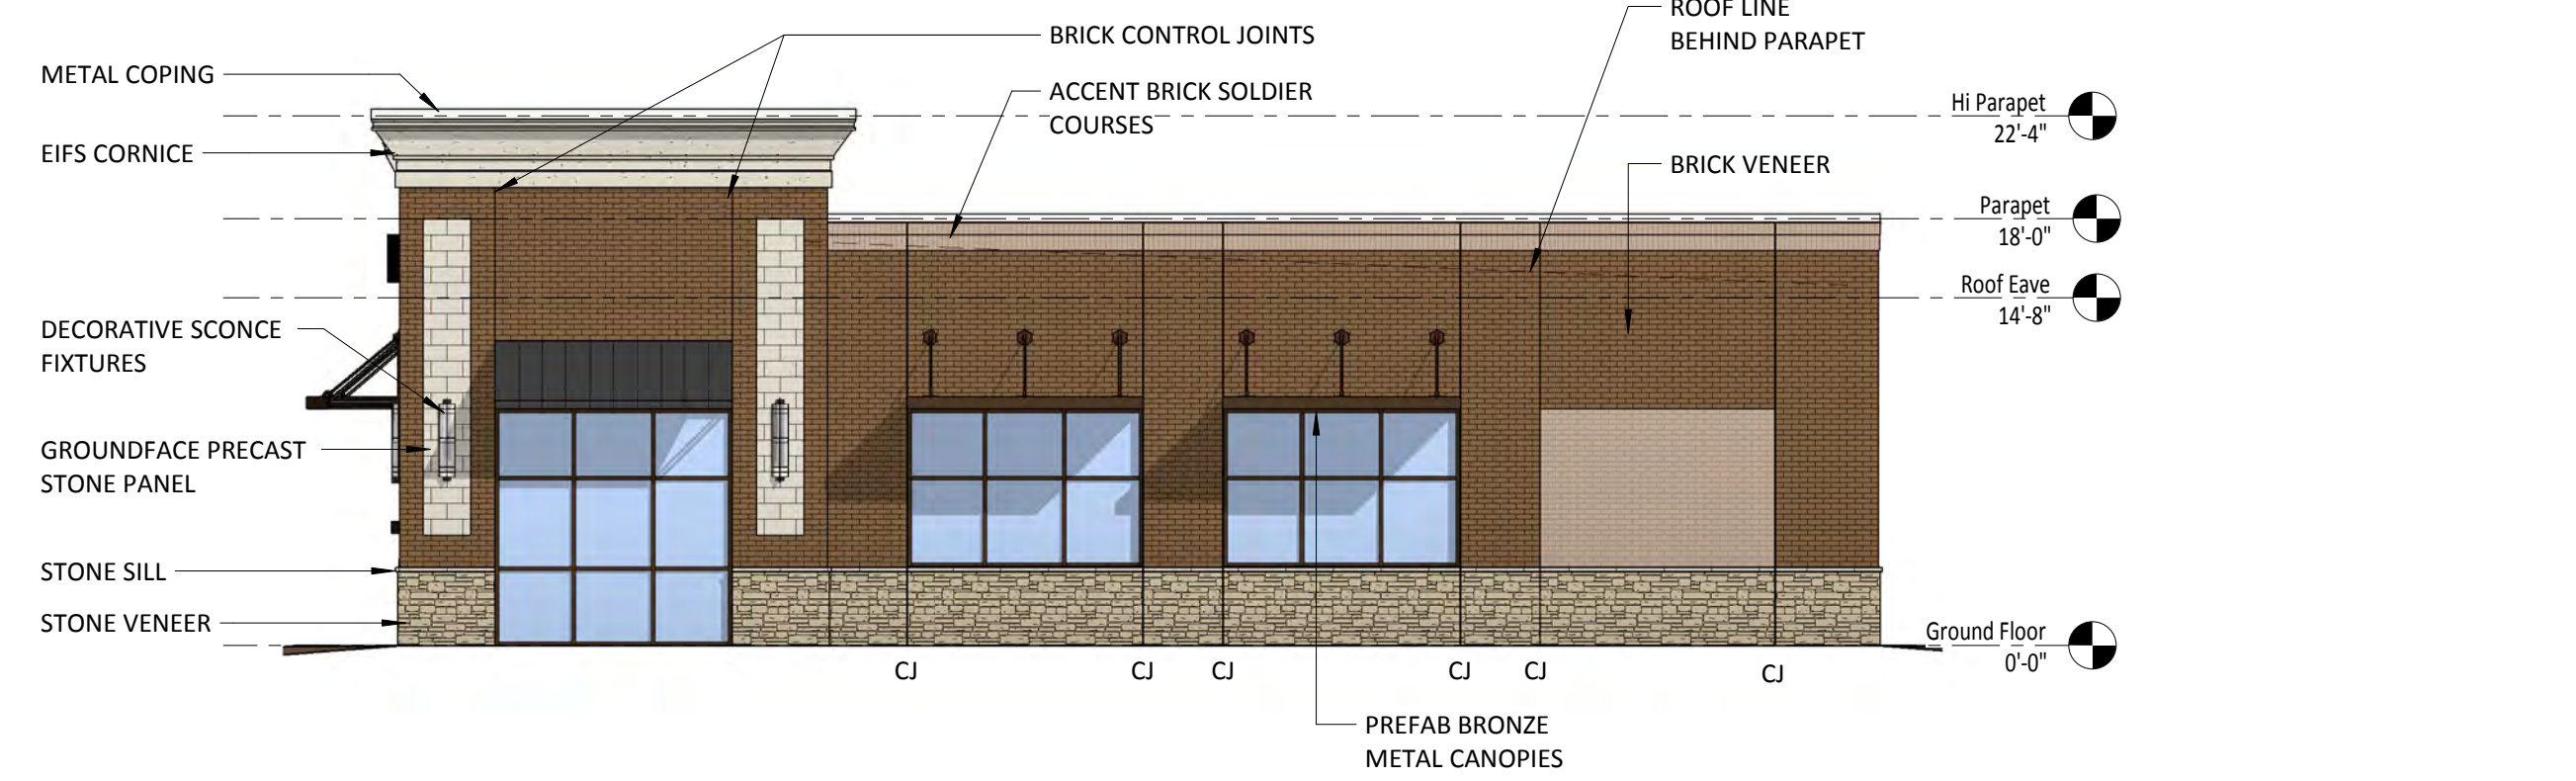 ROOF LINE
BEHIND PARAPET
BRICK CONTROL JOINTS
METAL COPING
ACCENT BRICK SOLDIER
COURSES
Hi Parapet
22'-4"
EIFS CORNICE
BRICK VENEER
Parapet
18'-0"
Roof Eave
14'-8"
DECORATIVE SCONCE
FIXTURES
GROUNDFACE PRECAST
STONE PANEL
STONE SILL
STONE VENEER
Ground Floor
0'-0"
CJ
CJ
CJ
CJ
CJ
CJ
PREFAB BRONZE
METAL CANOPIES